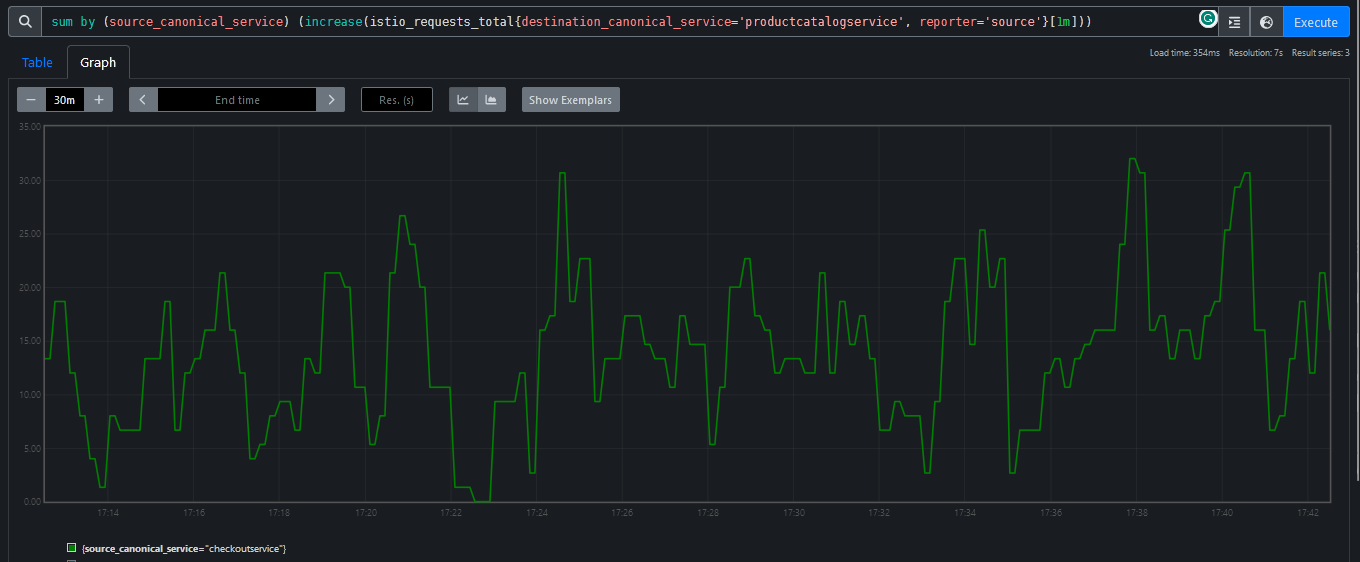 sum by (source_canonical_service) (increase(istio_requests_total{destination_canonical_service='productcatalogservice', reporter='source'}[1m]))
Execute
Load time: 354ms Resolution: 7s Result series: 3
Table Graph
− 30m + End time Res. (s) Show Exemplars
35.00
30.00
25.00
20.00
15.00
10.00
5.00
0.00
17:14 17:16 17:18 17:20 17:22 17:24 17:26 17:28 17:30 17:32 17:34 17:36 17:38 17:40 17:42
{source_canonical_service="checkoutservice"}